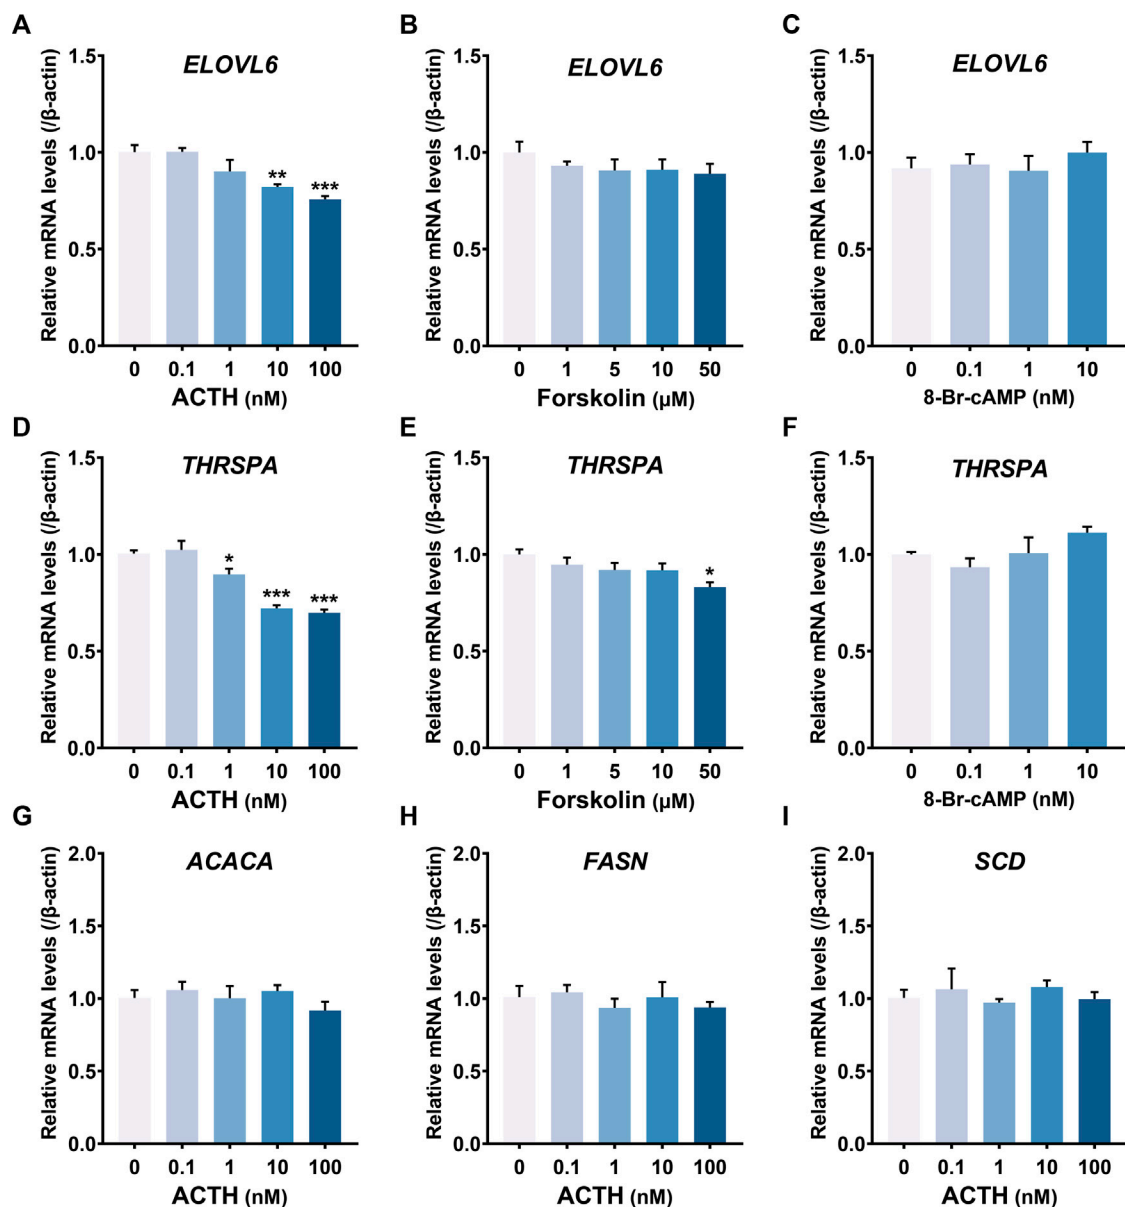 A
ELOVL6
Relative mRNA levels (/β-actin)
1.5
1.0
0.5
0.0
**
***
0 0.1 1 10 100
ACTH (nM)
B
ELOVL6
Relative mRNA levels (/β-actin)
1.5
1.0
0.5
0.0
0 1 5 10 50
Forskolin (μM)
C
ELOVL6
Relative mRNA levels (/β-actin)
1.5
1.0
0.5
0.0
0 0.1 1 10
8-Br-cAMP (nM)
D
THRSPA
Relative mRNA levels (/β-actin)
1.5
1.0
0.5
0.0
*
***
***
0 0.1 1 10 100
ACTH (nM)
E
THRSPA
Relative mRNA levels (/β-actin)
1.5
1.0
0.5
0.0
*
0 1 5 10 50
Forskolin (μM)
F
THRSPA
Relative mRNA levels (/β-actin)
1.5
1.0
0.5
0.0
0 0.1 1 10
8-Br-cAMP (nM)
G
ACACA
Relative mRNA levels (/β-actin)
2.0
1.5
1.0
0.5
0.0
0 0.1 1 10 100
ACTH (nM)
H
FASN
Relative mRNA levels (/β-actin)
2.0
1.5
1.0
0.5
0.0
0 0.1 1 10 100
ACTH (nM)
I
SCD
Relative mRNA levels (/β-actin)
2.0
1.5
1.0
0.5
0.0
0 0.1 1 10 100
ACTH (nM)